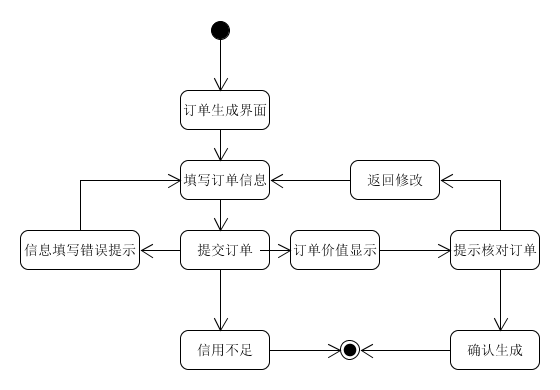 订单生成界面
填写订单信息
返回修改
信息填写错误提示
提交订单
订单价值显示
提示核对订单
信用不足
确认生成